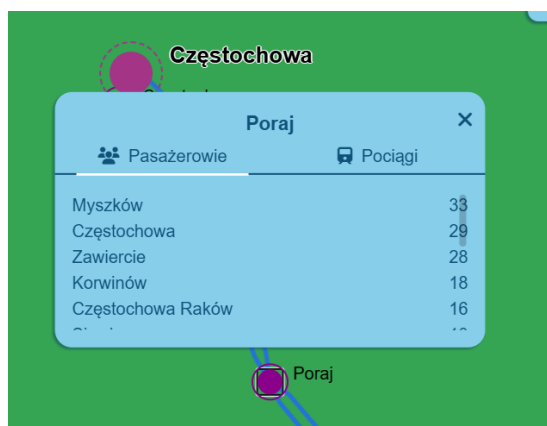 Częstochowa
Poraj
Pasażerowie
Pociągi
Myszków 33
Częstochowa 29
Zawiercie 28
Korwinów 18
Częstochowa Raków 16
Poraj